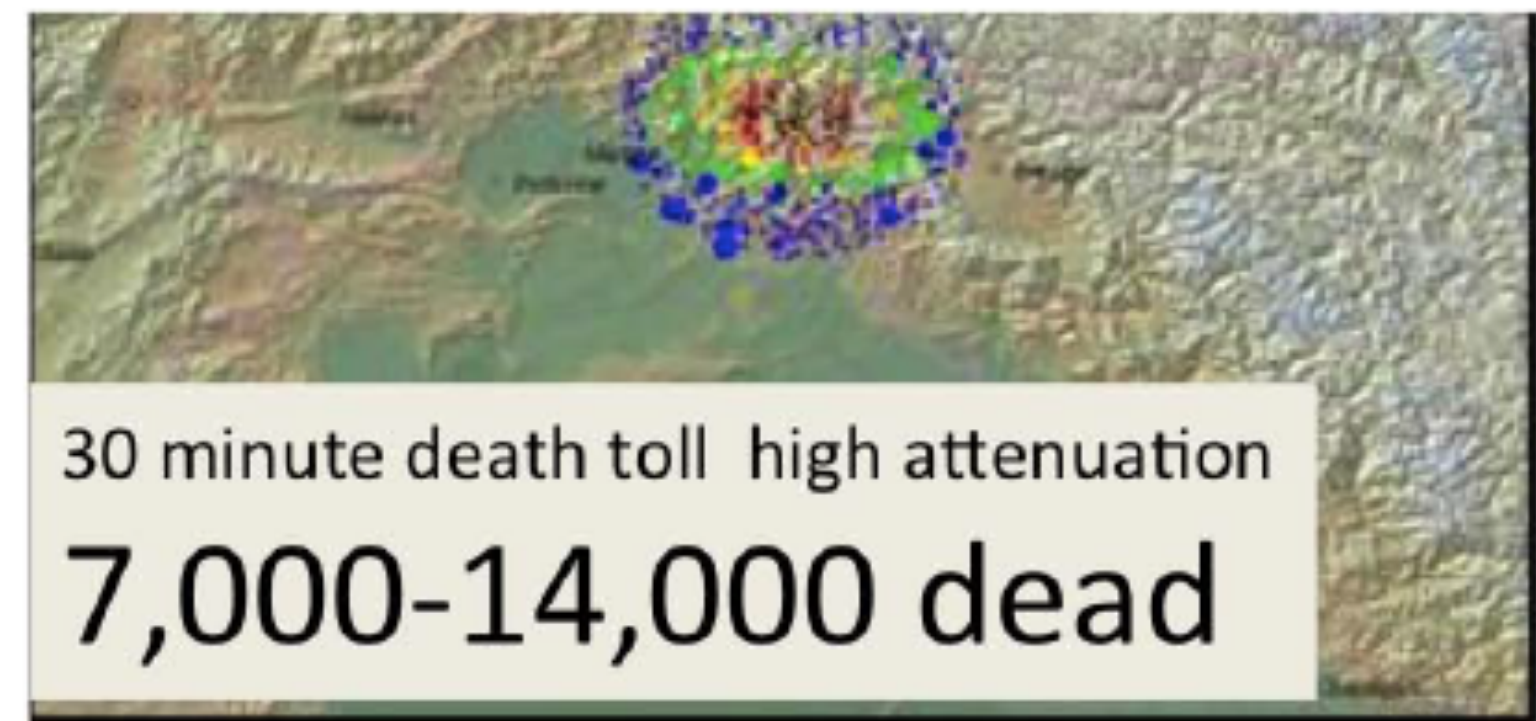 30 minute death toll high attenuation
7,000-14,000 dead